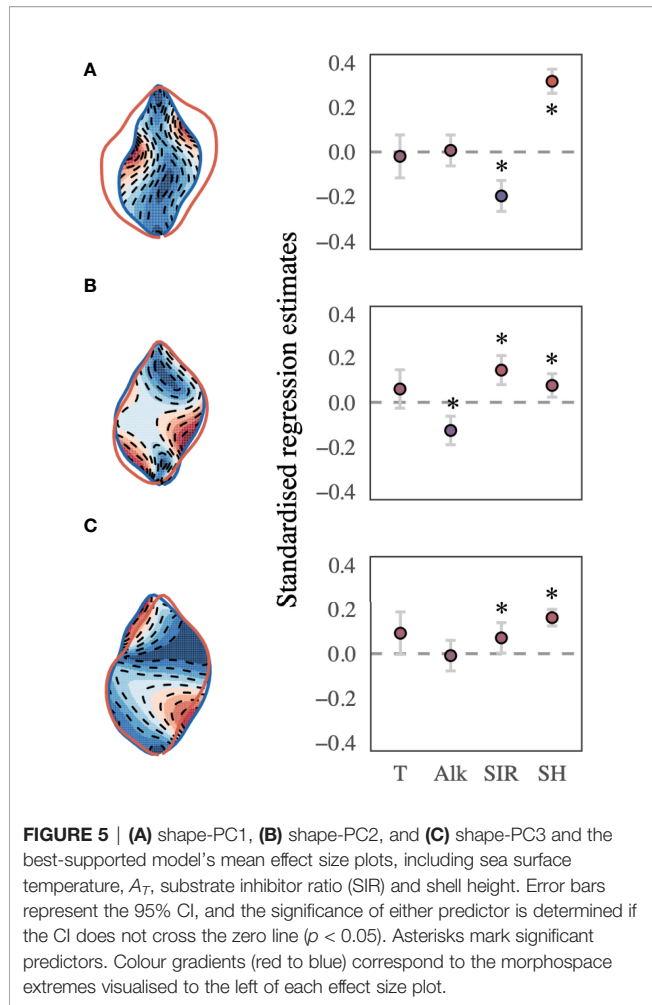 A
0.4
0.2
0.0
−0.2
−0.4
*
*
B
Standardised regression estimates
0.4
0.2
0.0
−0.2
−0.4
*
*
*
C
0.4
0.2
0.0
−0.2
−0.4
*
*
T Alk SIR SH
FIGURE 5 | (A) shape-PC1, (B) shape-PC2, and (C) shape-PC3 and the
best-supported model's mean effect size plots, including sea surface
temperature, A_T, substrate inhibitor ratio (SIR) and shell height. Error bars
represent the 95% CI, and the significance of either predictor is determined if
the CI does not cross the zero line (p < 0.05). Asterisks mark significant
predictors. Colour gradients (red to blue) correspond to the morphospace
extremes visualised to the left of each effect size plot.